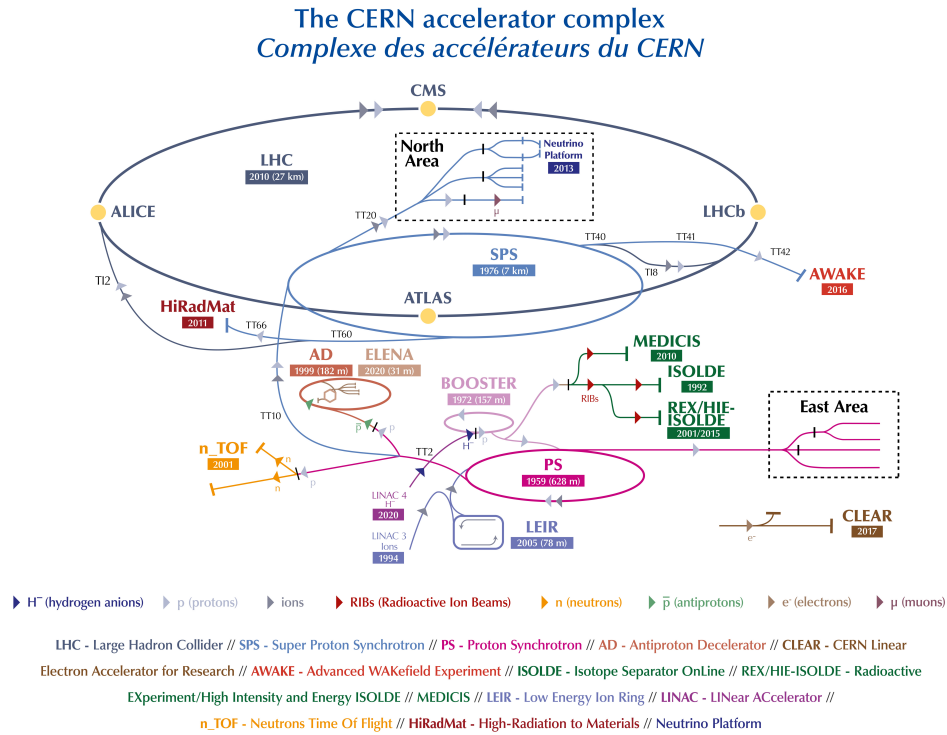 The CERN accelerator complex
Complexe des accélérateurs du CERN
CMS
North
Area
Neutrino
Platform
2013
LHC
2010 (27 km)
μ
ALICE
LHCb
TT20
TT40
TT41
TT42
SPS
1976 (7 km)
TI8
TI2
AWAKE
2016
ATLAS
HiRadMat
2011
TT66
TT60
MEDICIS
2010
AD
1999 (182 m)
ELENA
2020 (31 m)
ISOLDE
1992
BOOSTER
1972 (157 m)
RIBs
REX/HIE-
ISOLDE
2001/2015
East Area
TT10
p̅
p
H⁻
p
n_TOF
2001
n
n
p
TT2
PS
1959 (628 m)
LINAC 4
H⁻
2020
LINAC 3
Ions
1994
LEIR
2005 (78 m)
CLEAR
2017
e⁻
H⁻ (hydrogen anions)
p (protons)
ions
RIBs (Radioactive Ion Beams)
n (neutrons)
p̅ (antiprotons)
e⁻ (electrons)
μ (muons)
LHC - Large Hadron Collider // SPS - Super Proton Synchrotron // PS - Proton Synchrotron // AD - Antiproton Decelerator // CLEAR - CERN Linear
Electron Accelerator for Research // AWAKE - Advanced WAKefield Experiment // ISOLDE - Isotope Separator OnLine // REX/HIE-ISOLDE - Radioactive
EXperiment/High Intensity and Energy ISOLDE // MEDICIS // LEIR - Low Energy Ion Ring // LINAC - LINear ACcelerator //
n_TOF - Neutrons Time Of Flight // HiRadMat - High-Radiation to Materials // Neutrino Platform